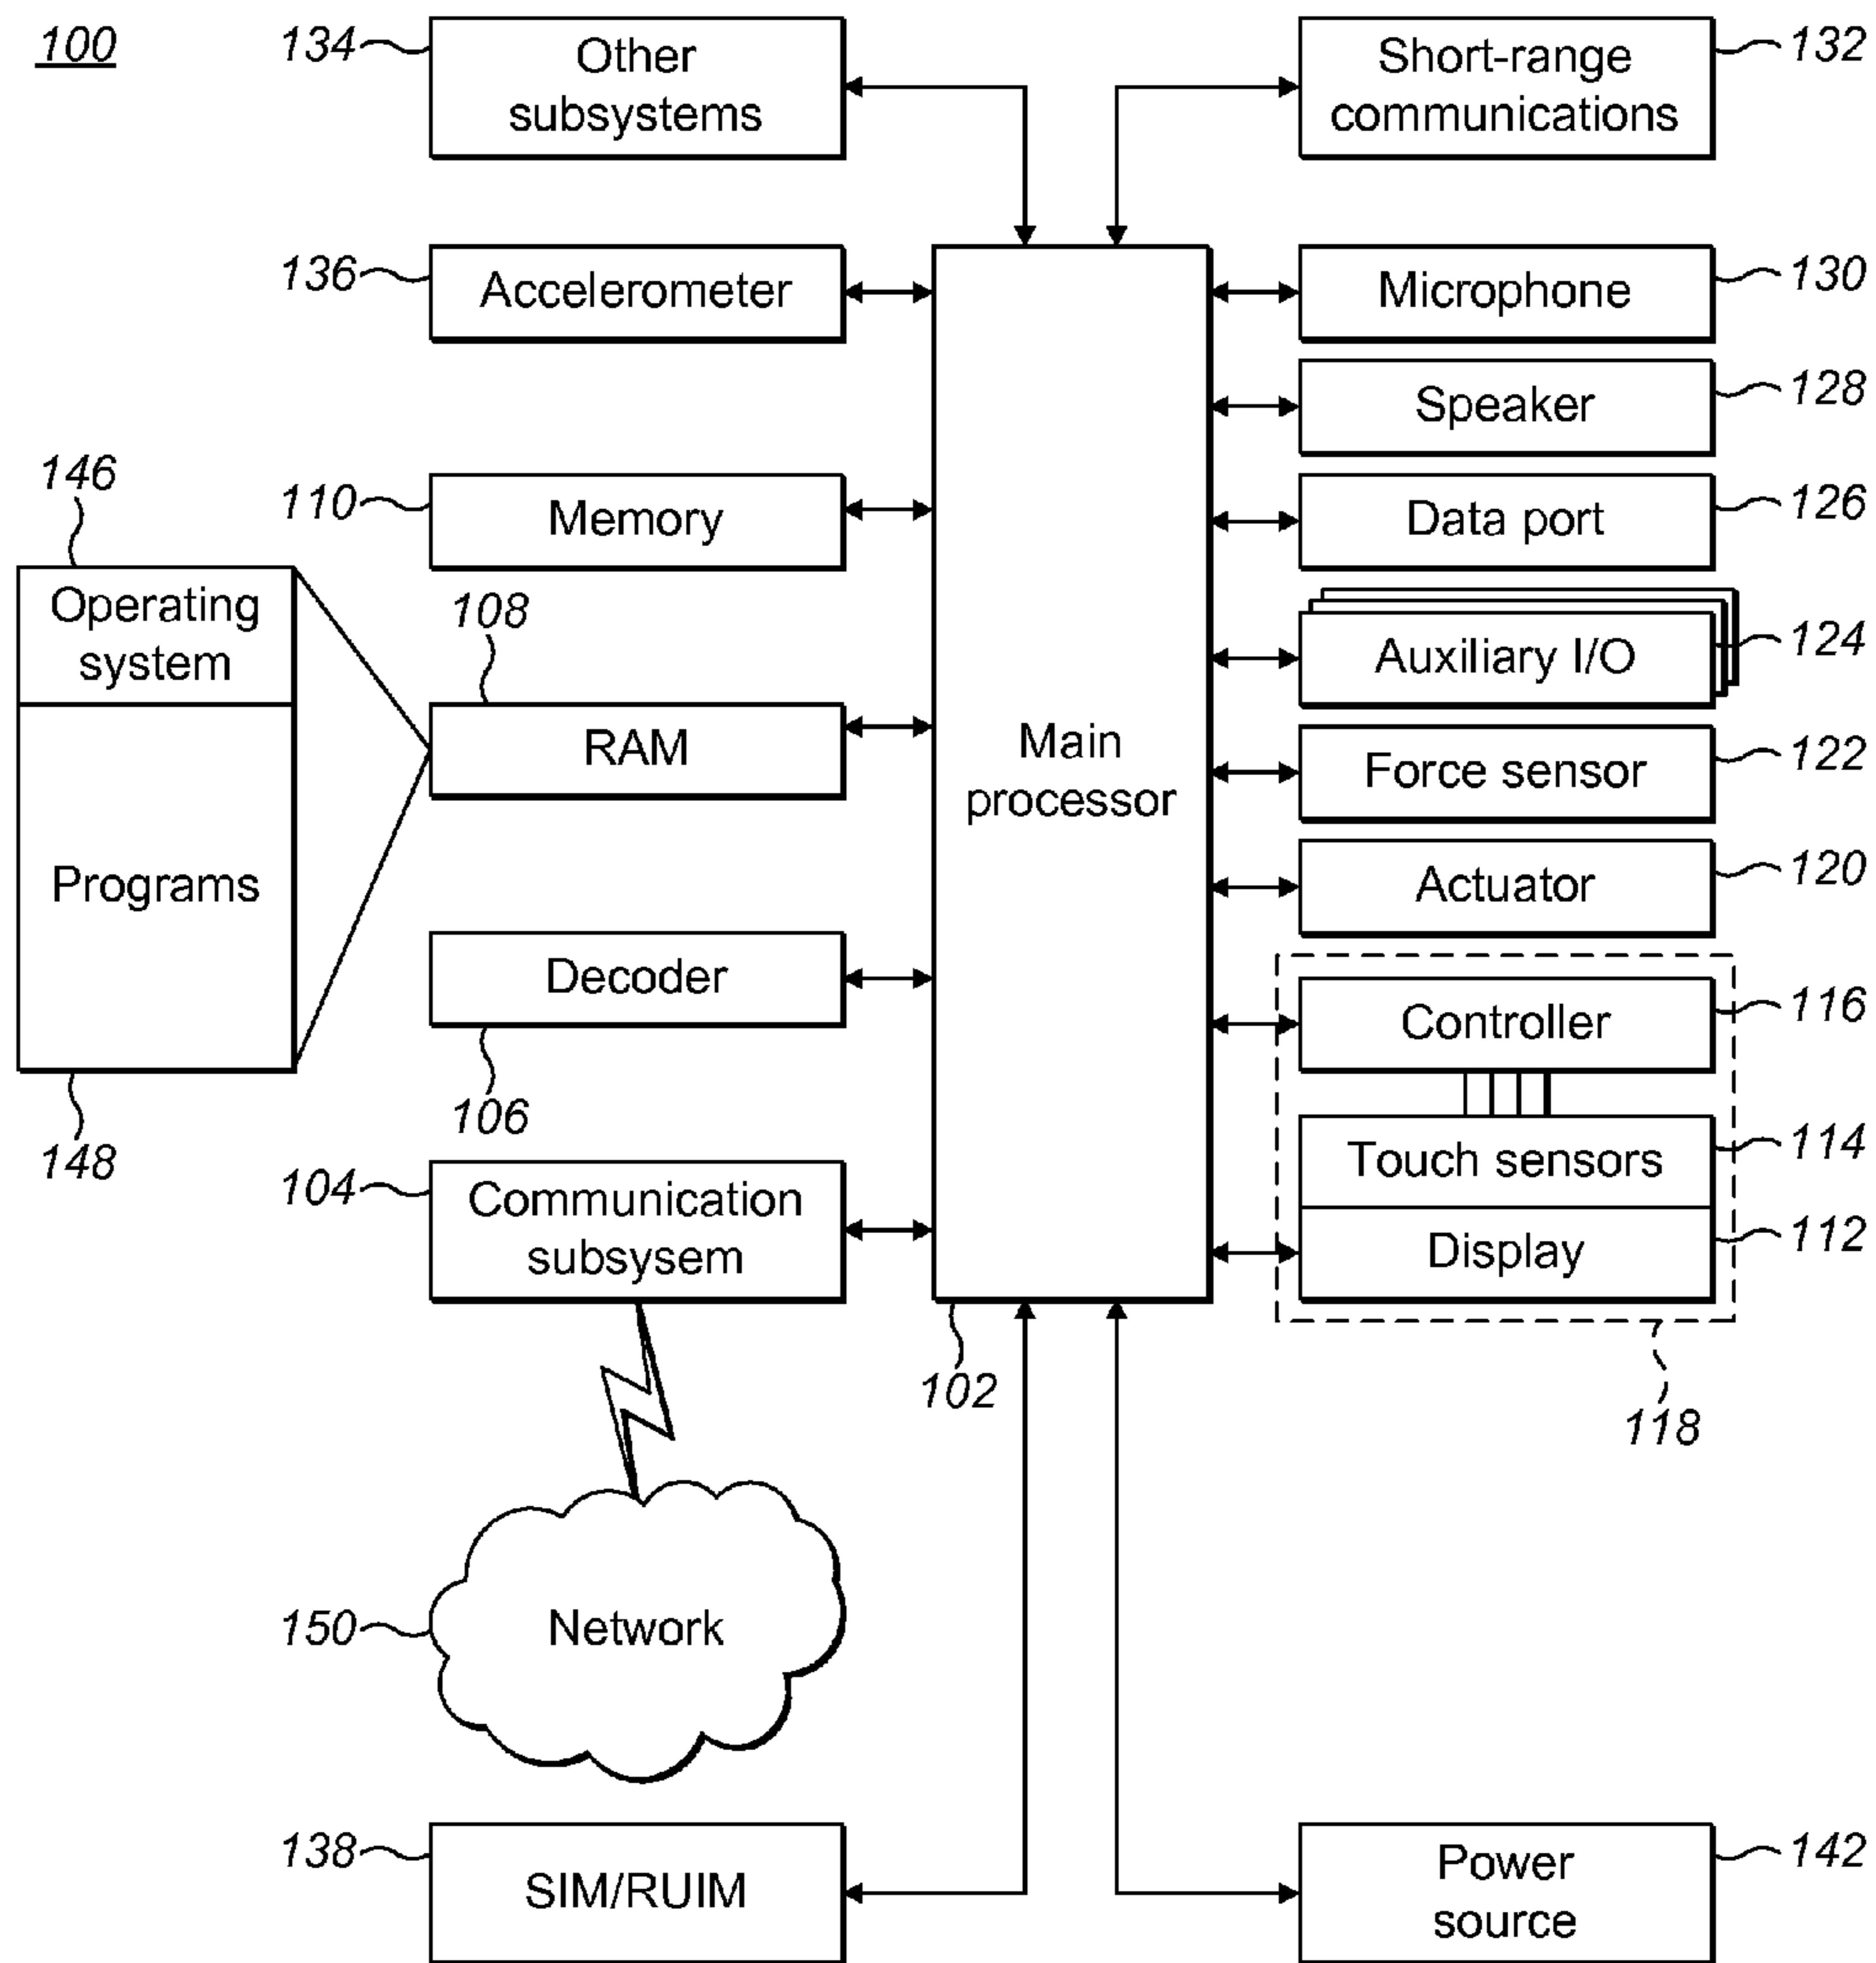 100
134
Other
subsystems
Short-range
communications
132
136
Accelerometer
Microphone
130
Speaker
128
146
110
Memory
Data port
126
Operating
system
108
Auxiliary I/O
124
RAM
Main
processor
Force sensor
122
Programs
Actuator
120
Decoder
Controller
116
106
148
104
Communication
subsysem
Touch sensors
114
Display
112
102
118
150
Network
138
SIM/RUIM
Power
source
142